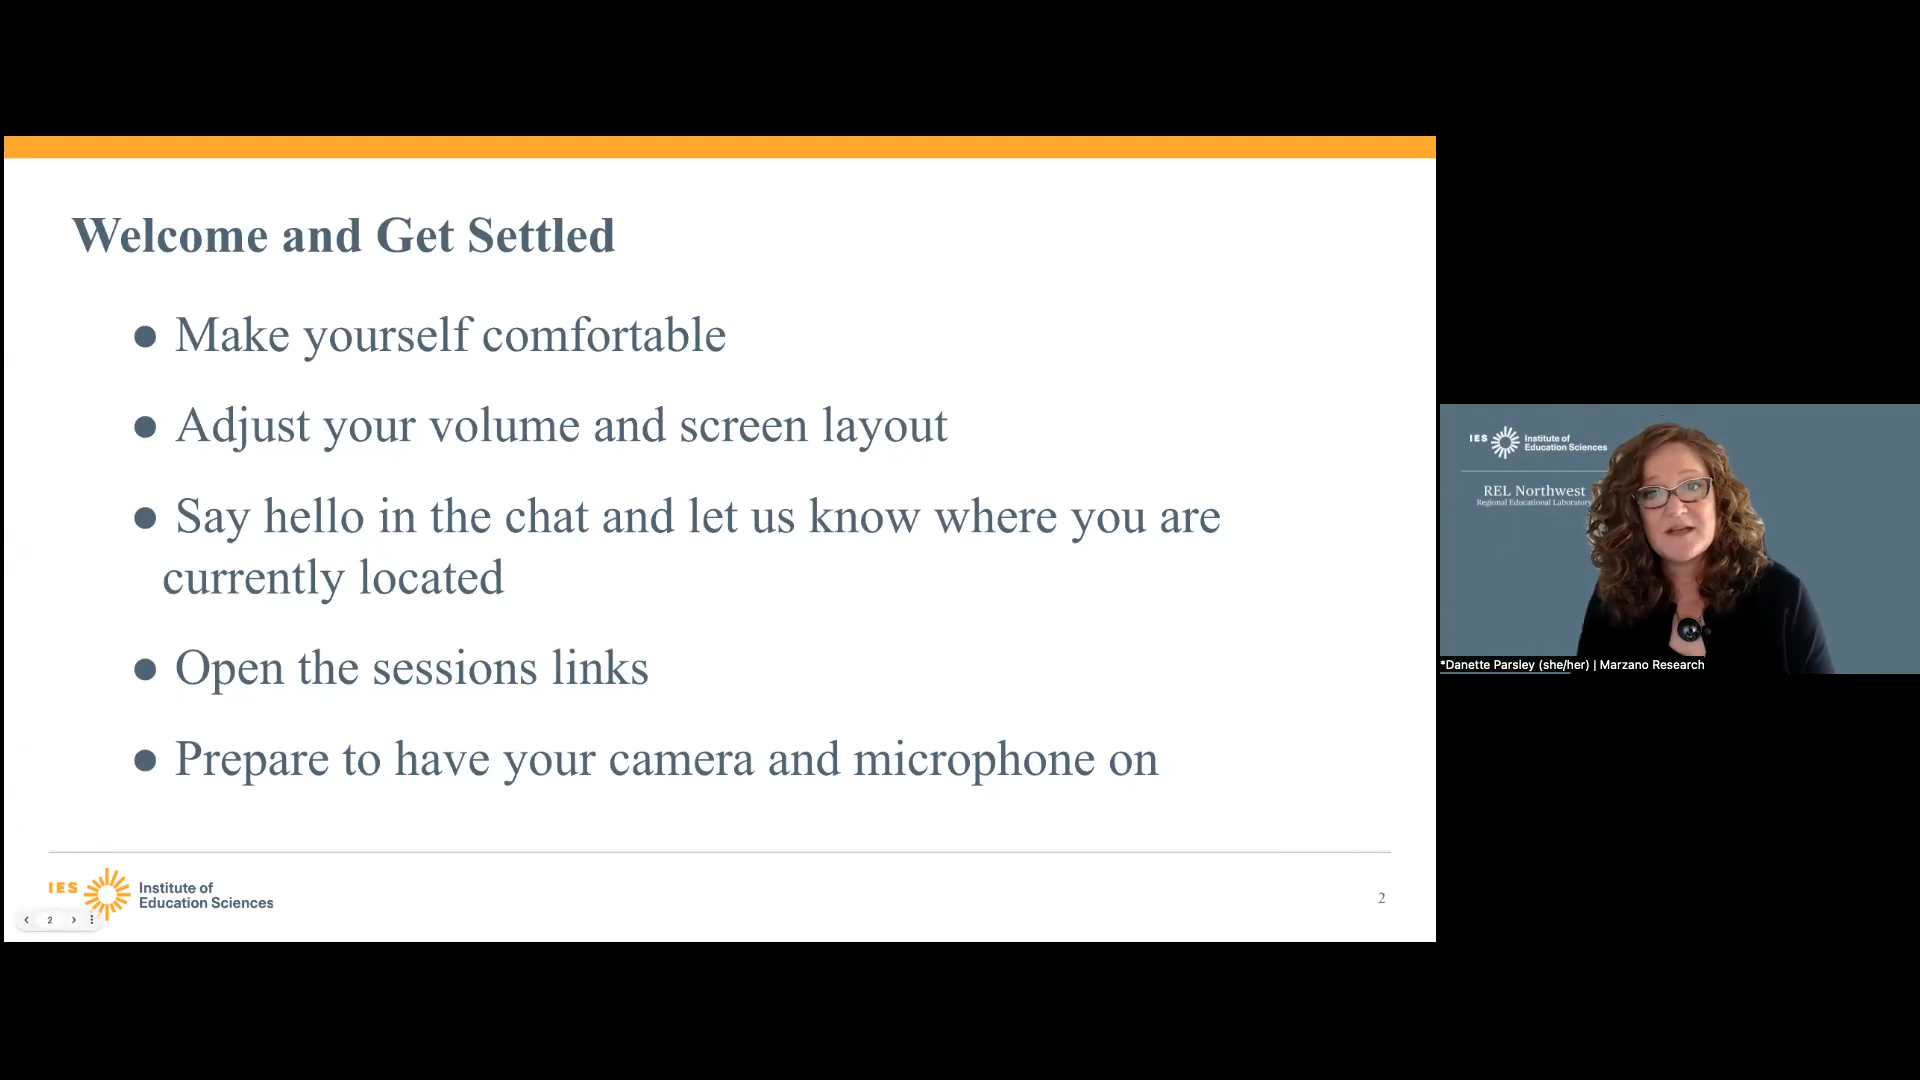 Welcome and Get Settled
● Make yourself comfortable
● Adjust your volume and screen layout
● Say hello in the chat and let us know where you are
currently located
● Open the sessions links
● Prepare to have your camera and microphone on
IES Institute of
Education Sciences
2
2
IES Institute of
Education Sciences
REL Northwest
Regional Educational Laboratory
*Danette Parsley (she/her) | Marzano Research